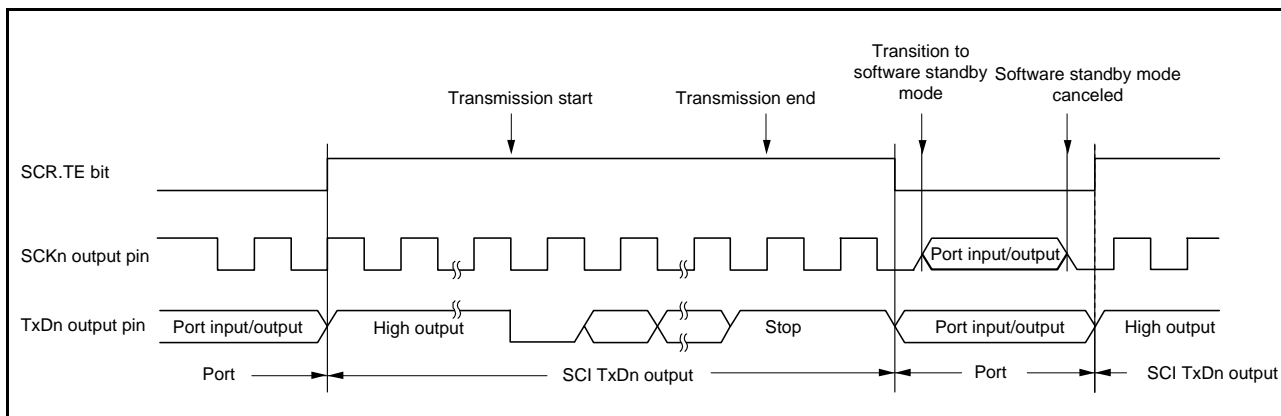 Transition to
software standby
mode
Software standby mode
canceled
Transmission start
Transmission end
SCR.TE bit
SCKn output pin
Port input/output
TxDn output pin
Port input/output
High output
Stop
Port input/output
High output
Port
SCI TxDn output
Port
SCI TxDn output